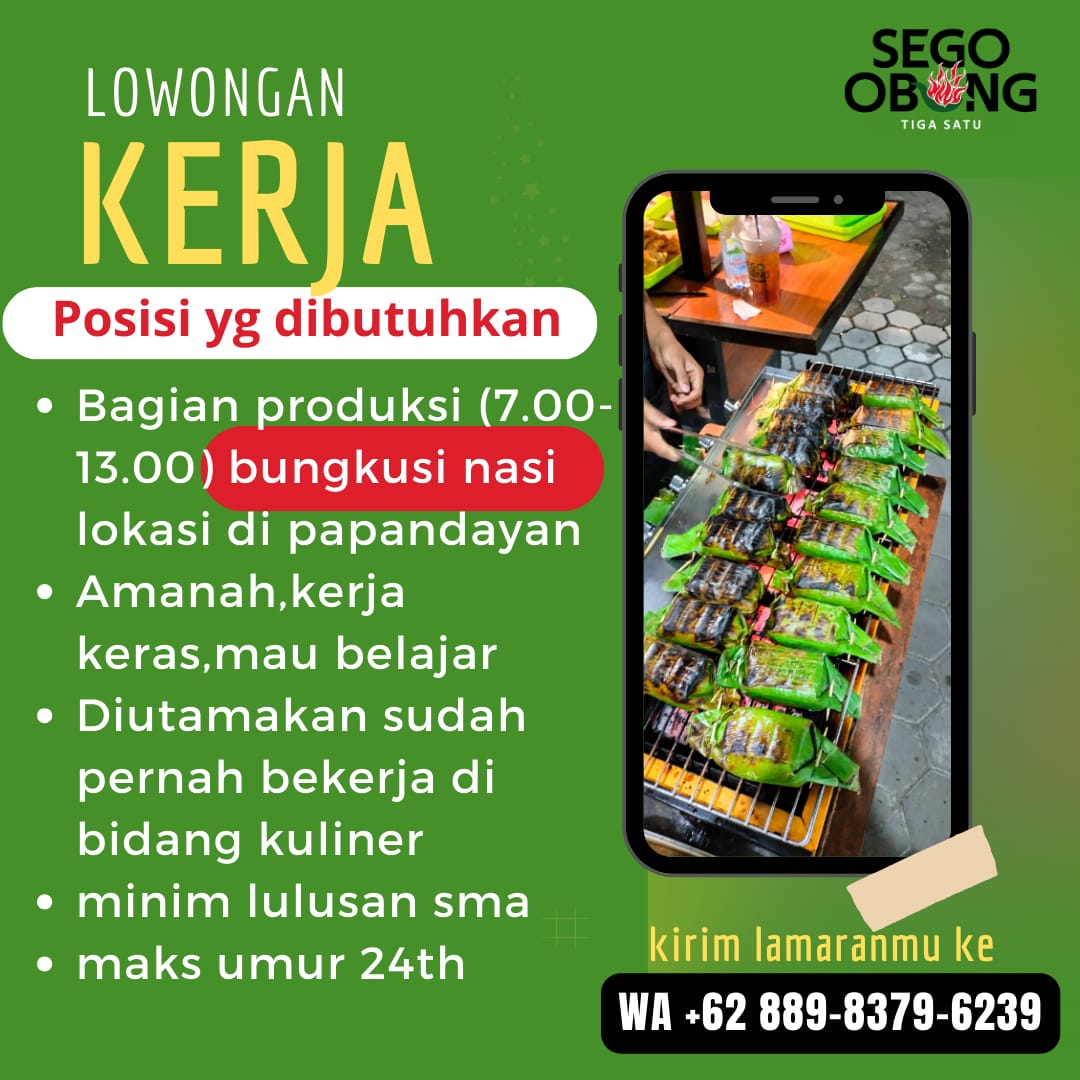 SEGO
OBONG
TIGA SATU
LOWONGAN
KERJA
Posisi yg dibutuhkan
Bagian produksi (7.00-
13.00) bungkusi nasi
lokasi di papandayan
Amanah,kerja
keras,mau belajar
Diutamakan sudah
pernah bekerja di
bidang kuliner
minim lulusan sma
maks umur 24th
SEGO
kirim lamaranmu ke
WA +62 889-8379-6239